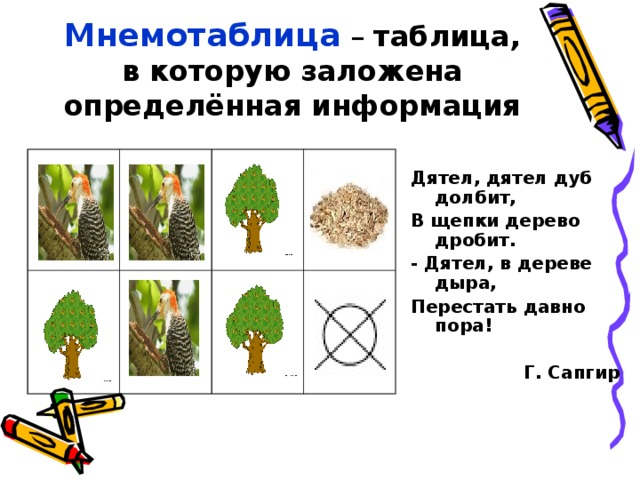 Мнемотаблица – таблица,
в которую заложена
определённая информация
Дятел, дятел дуб
долбит,
В щепки дерево
дробит.
- Дятел, в дереве
дыра,
Перестать давно
пора!
Г. Сапгир